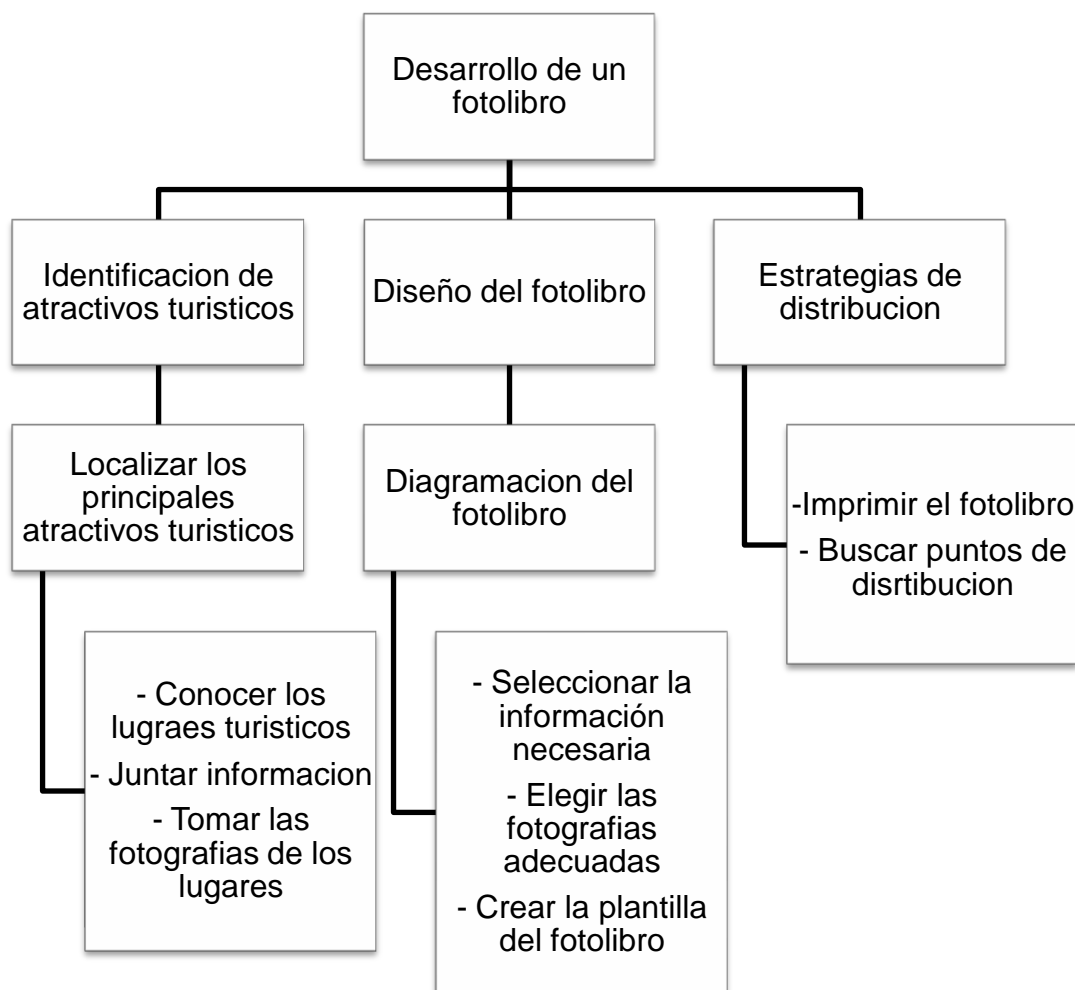 Desarrollo de un
fotolibro
Identificacion de
atractivos turisticos
Diseño del fotolibro
Estrategias de
distribucion
Localizar los
principales
atractivos turisticos
Diagramacion del
fotolibro
-Imprimir el fotolibro
- Buscar puntos de
disrtibucion
- Conocer los
lugraes turisticos
- Juntar informacion
- Tomar las
fotografias de los
lugares
- Seleccionar la
información
necesaria
- Elegir las
fotografias
adecuadas
- Crear la plantilla
del fotolibro